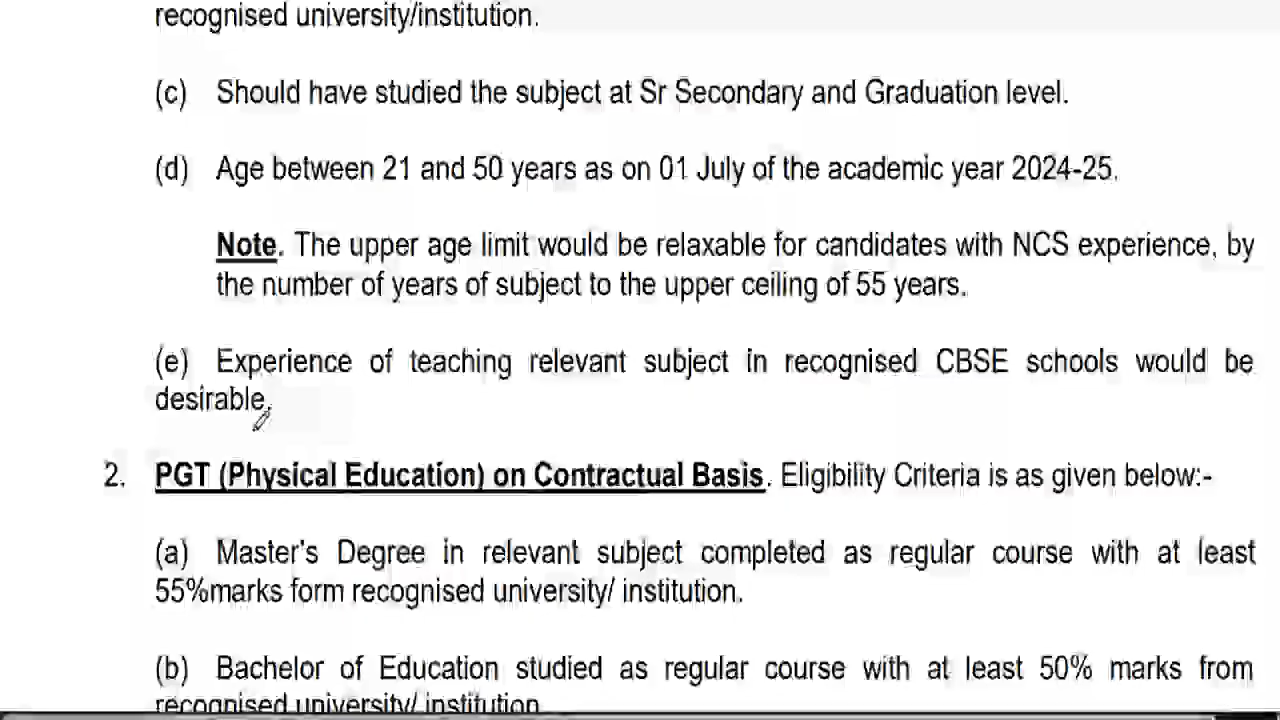 recognised university/institution.
(c) Should have studied the subject at Sr Secondary and Graduation level.
(d) Age between 21 and 50 years as on 01 July of the academic year 2024-25.
Note. The upper age limit would be relaxable for candidates with NCS experience, by
the number of years of subject to the upper ceiling of 55 years.
(e) Experience of teaching relevant subject in recognised CBSE schools would be
desirable.
2. PGT (Physical Education) on Contractual Basis. Eligibility Criteria is as given below:-
(a) Master's Degree in relevant subject completed as regular course with at least
55%marks form recognised university/ institution.
(b) Bachelor of Education studied as regular course with at least 50% marks from
recognised university/ institution.